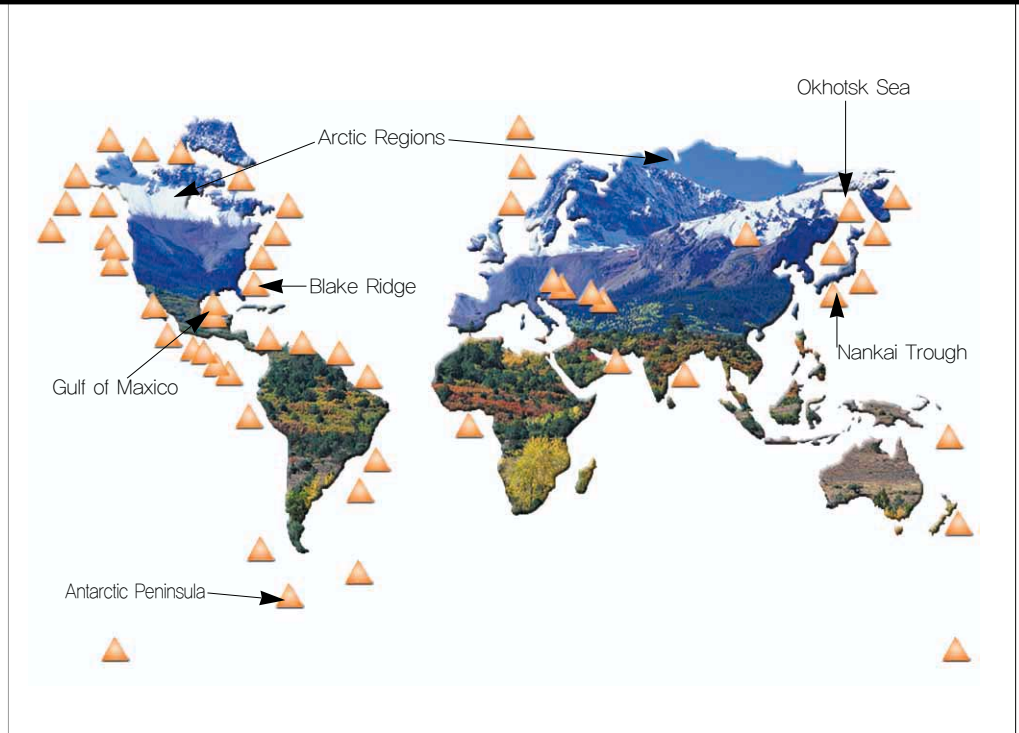 Okhotsk Sea
Arctic Regions
Blake Ridge
Nankai Trough
Gulf of Maxico
Antarctic Peninsula